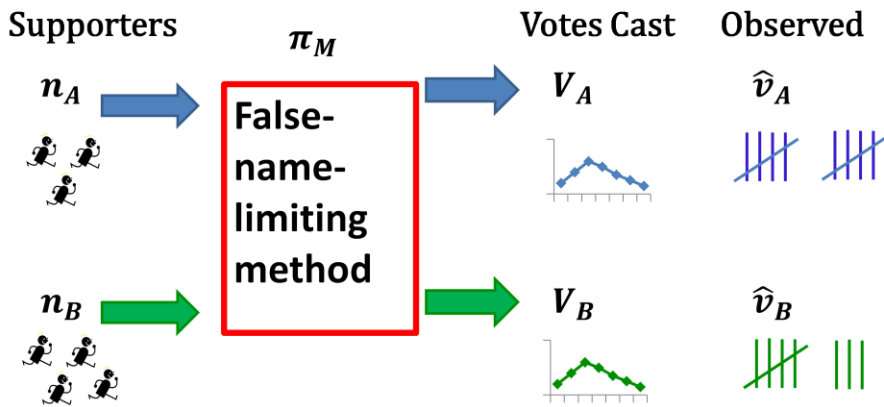 Supporters
π_M
Votes Cast
Observed
n_A
V_A
v̂_A
False-
name-
limiting
method
n_B
V_B
v̂_B